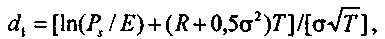 d₁ = [ln(Pₛ / E) + (R + 0,5σ²)T]/[σ√T],